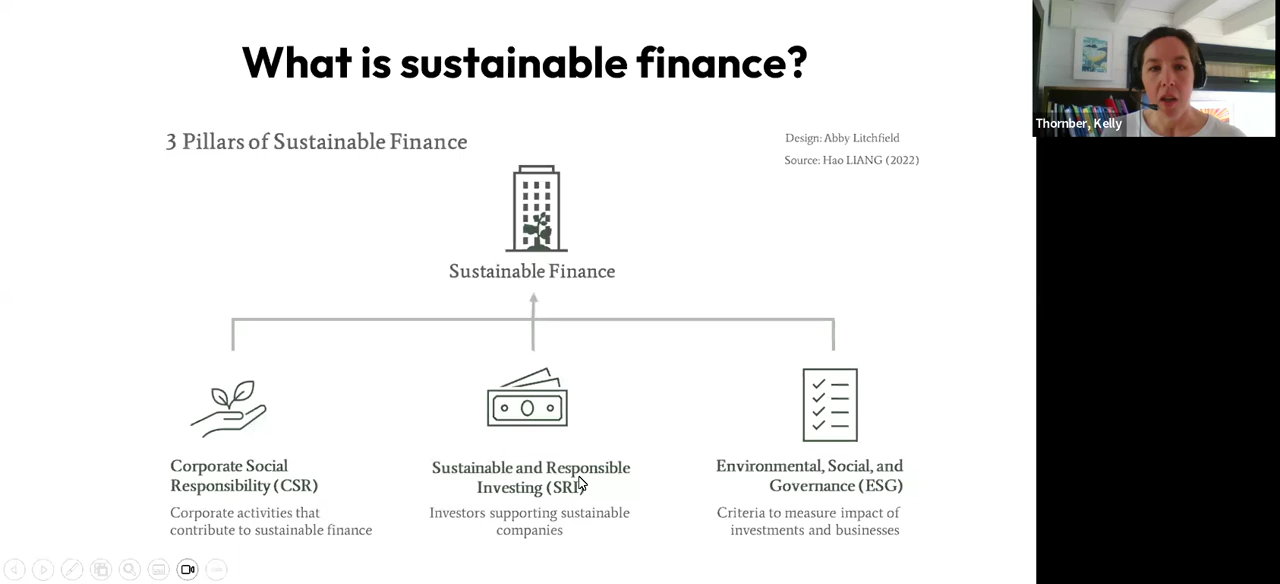 What is sustainable finance?
3 Pillars of Sustainable Finance
Design: Abby Litchfield
Source: Hao LIANG (2022)
Thornber, Kelly
Sustainable Finance
Corporate Social
Responsibility (CSR)
Corporate activities that
contribute to sustainable finance
Sustainable and Responsible
Investing (SRI)
Investors supporting sustainable
companies
Environmental, Social, and
Governance (ESG)
Criteria to measure impact of
investments and businesses